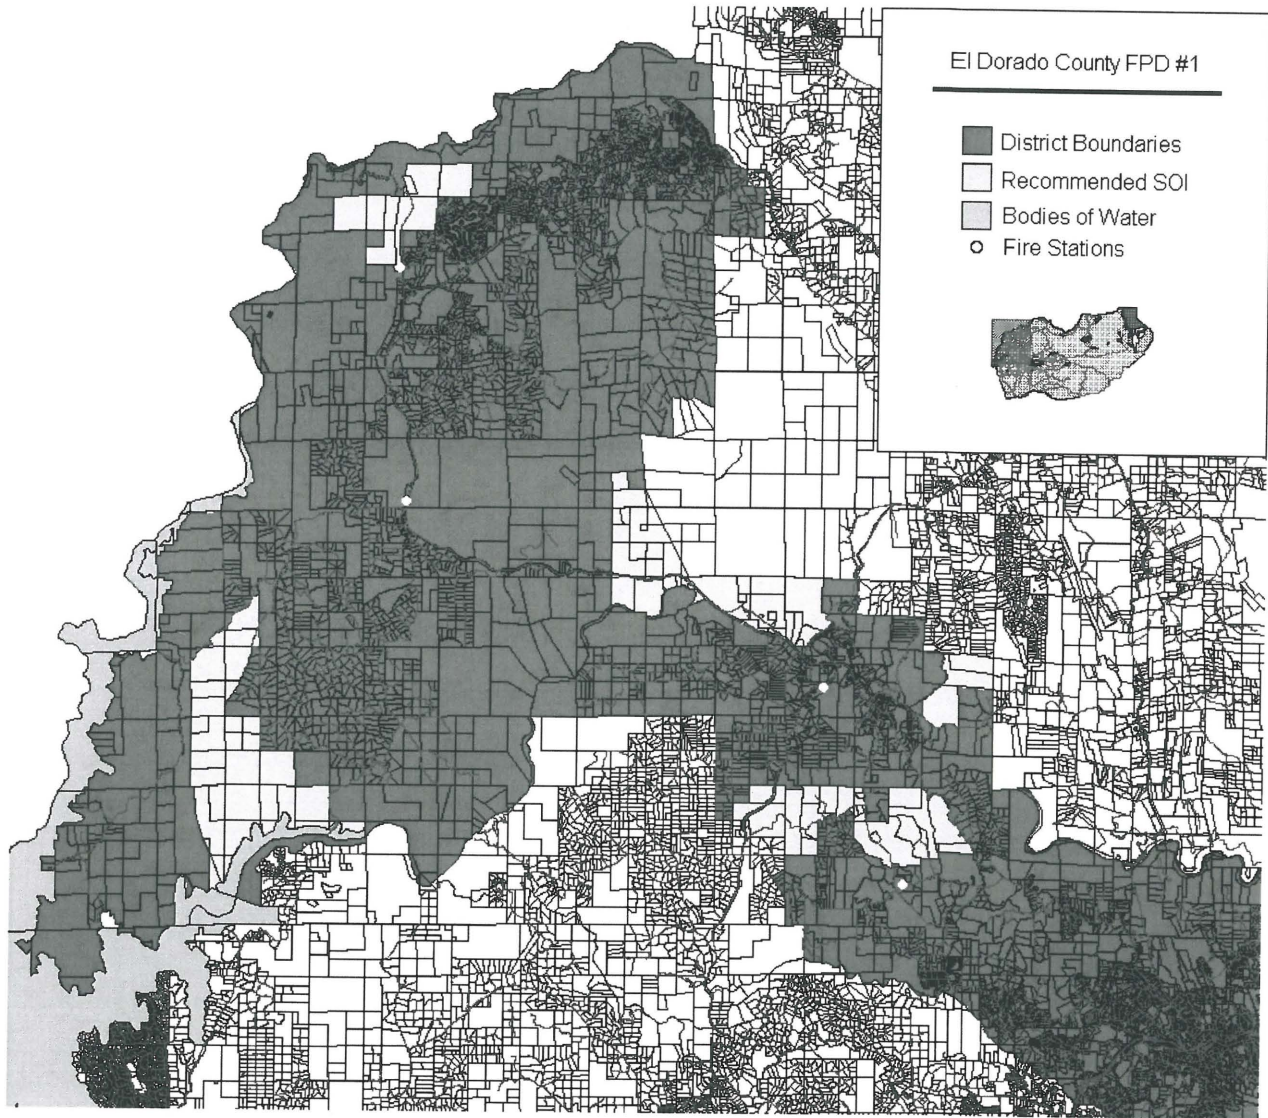 El Dorado County FPD #1
District Boundaries
Recommended SOI
Bodies of Water
Fire Stations